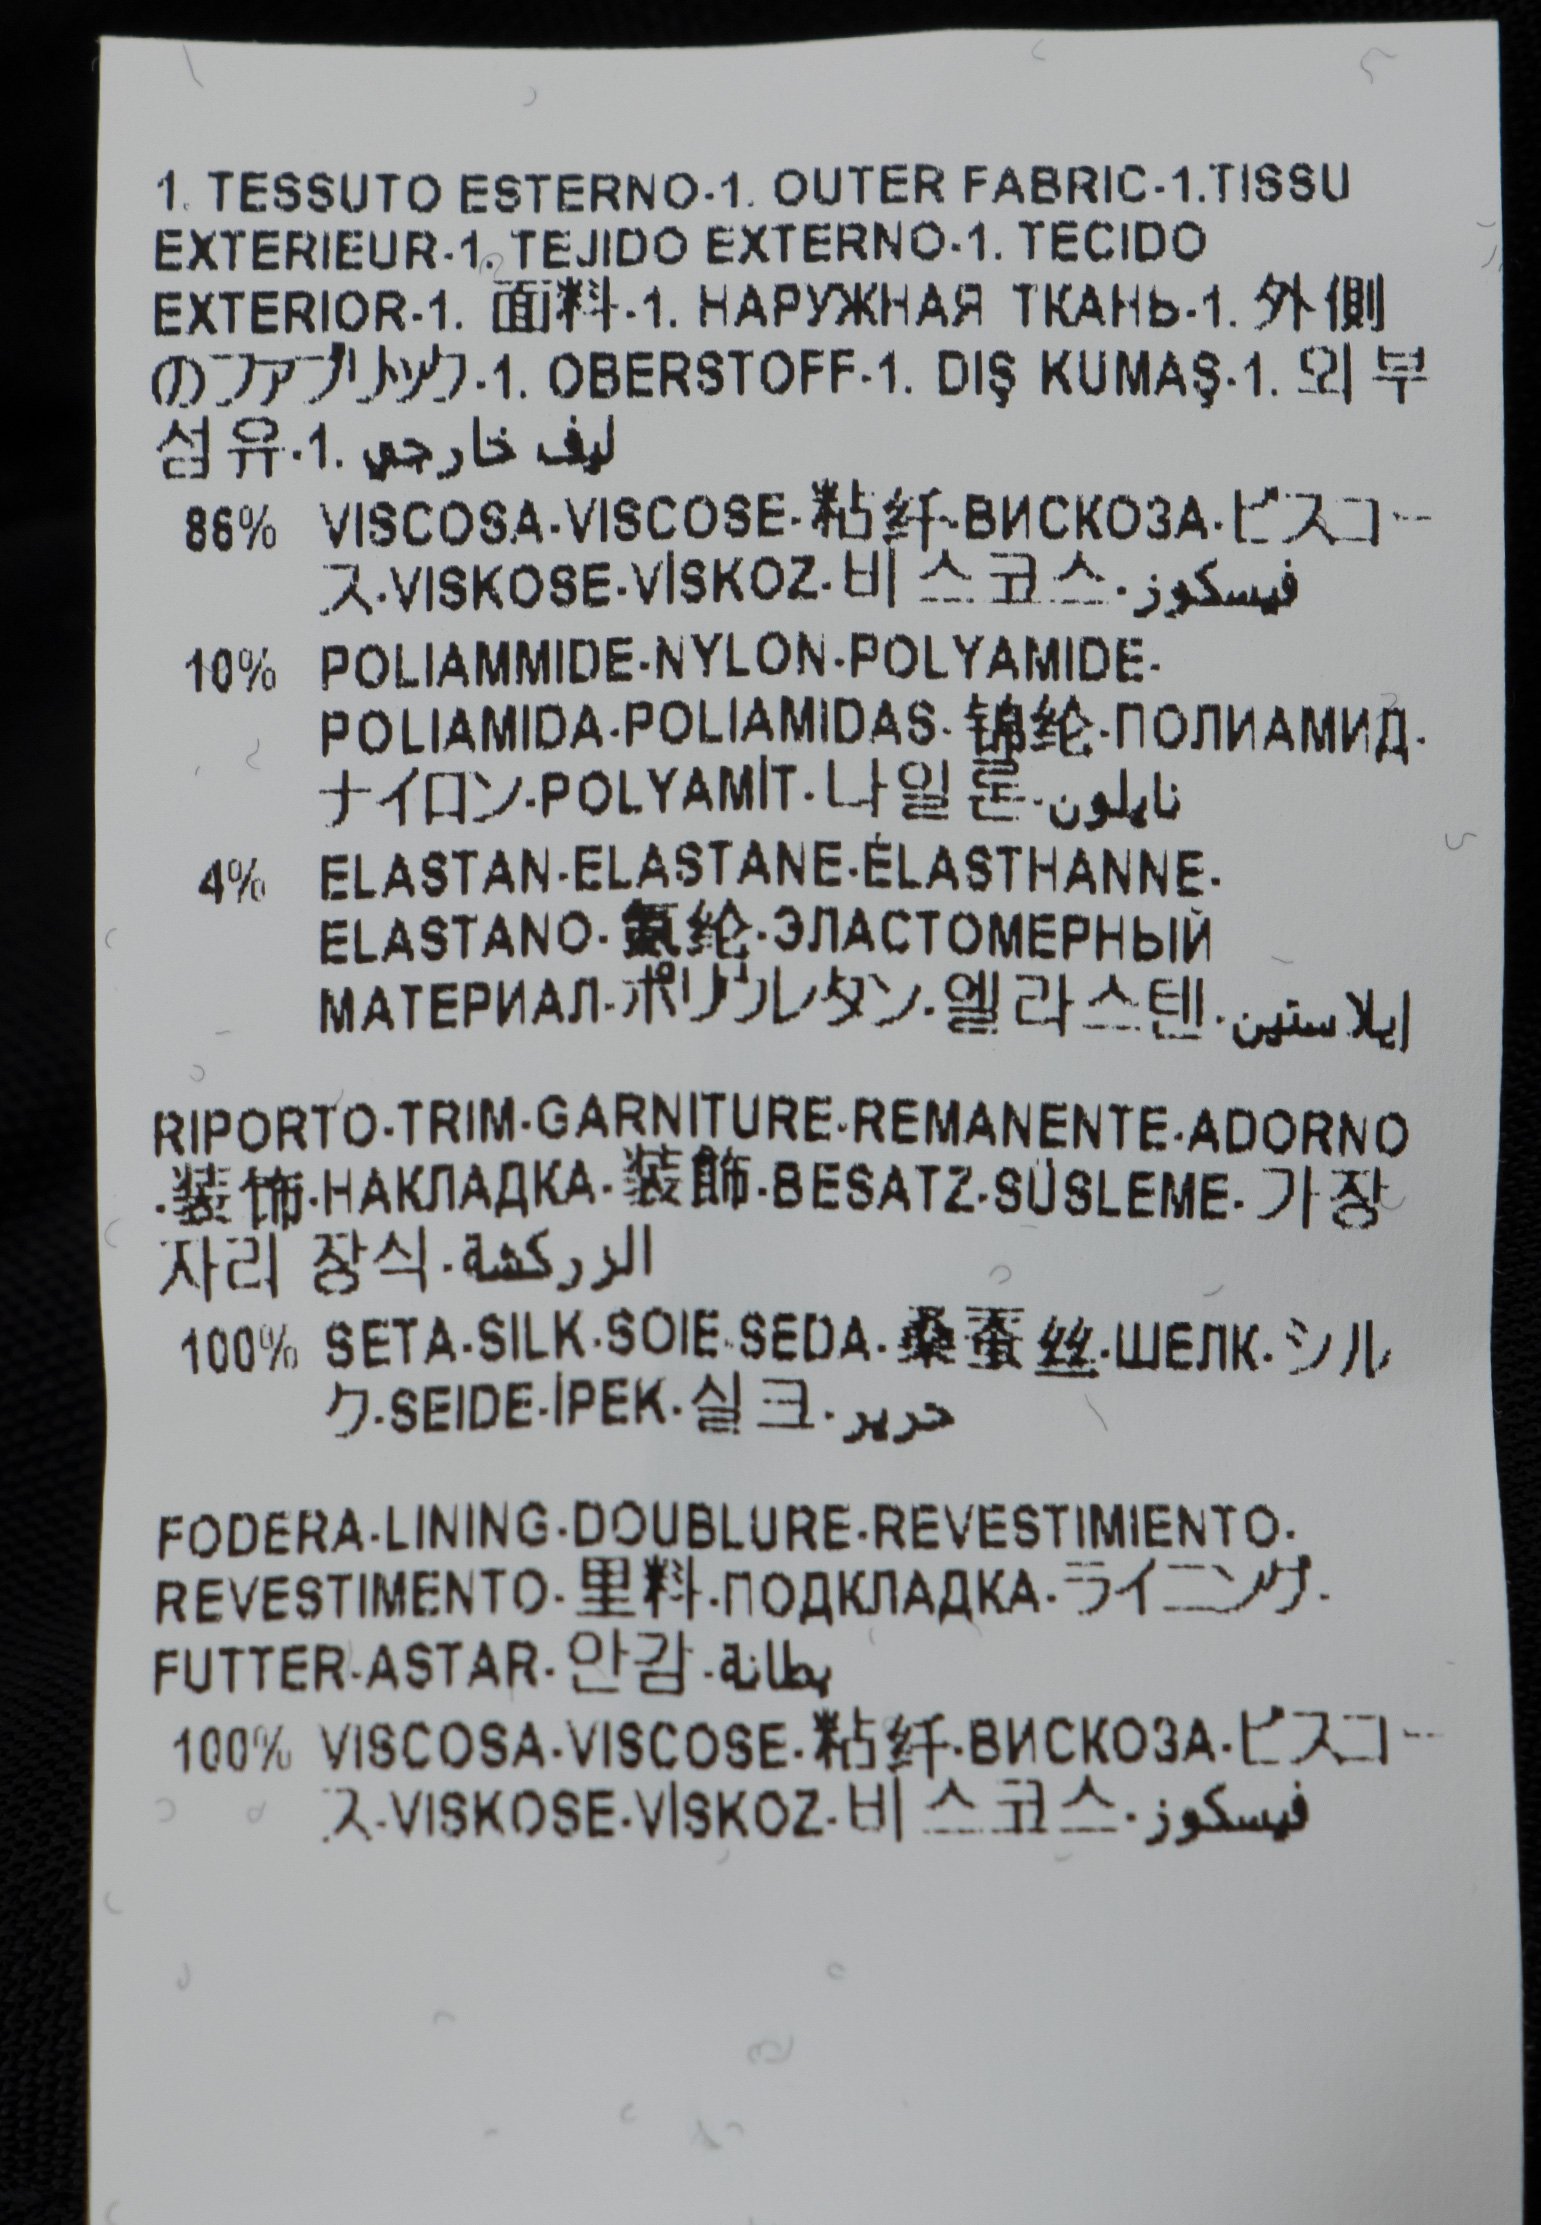 1. TESSUTO ESTERNO-1. OUTER FABRIC-1.TISSU
EXTERIEUR-1. TEJIDO EXTERNO-1. TECIDO
EXTERIOR-1. 面料-1. НАРУЖНАЯ ТКАНЬ-1. 外側
のファブリック-1. OBERSTOFF-1. DIŞ KUMAŞ-1. 외부
섬유-1. ليف خارجي
86% VISCOSA-VISCOSE-粘纤-ВИСКОЗА-ビスコー
ス-VISKOSE-VİSKOZ-비스코스-فيسكوز
10% POLIAMMIDE-NYLON-POLYAMIDE-
POLIAMIDA-POLIAMIDAS-锦纶-ПОЛИАМИД-
ナイロン-POLYAMİT-나일론-نايلون
4% ELASTAN-ELASTANE-ÉLASTHANNE-
ELASTANO-氨纶-ЭЛАСТОМЕРНЫЙ
МАТЕРИАЛ-ポリウレタン-엘라스텐-ايلاستين
RIPORTO-TRIM-GARNITURE-REMANENTE-ADORNO
-装饰-НАКЛАДКА-装飾-BESATZ-SÜSLEME-가장
자리 장식-الزركشة
100% SETA-SILK-SOIE-SEDA-桑蚕丝-ШЕЛК-シル
ク-SEIDE-İPEK-실크-حرير
FODERA-LINING-DOUBLURE-REVESTIMIENTO-
REVESTIMENTO-里料-ПОДКЛАДКА-ライニング-
FUTTER-ASTAR-안감-بطانة
100% VISCOSA-VISCOSE-粘纤-ВИСКОЗА-ビスコー
ス-VISKOSE-VİSKOZ-비스코스-فيسكوز